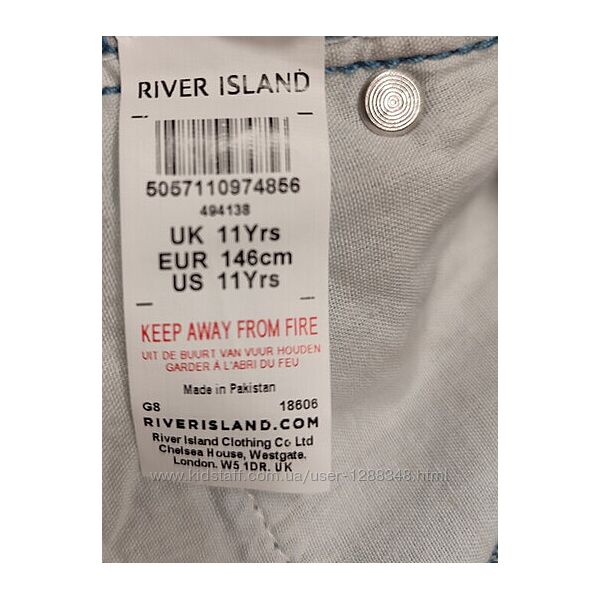 RIVER ISLAND
5057110974856
494138
UK 11Yrs
EUR 146cm
US 11Yrs
KEEP AWAY FROM FIRE
UIT DE BUURT VAN VUUR HOUDEN
GARDER À L'ABRI DU FEU
Made in Pakistan
G8 18606
RIVERISLAND.COM
River Island Clothing Co Ltd
Chelsea House, Westgate.
London. W5 1DR. UK
www.kidstaff.com.ua/user-1288348.html